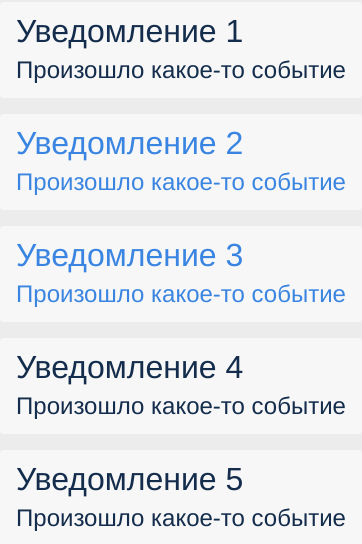 Уведомление 1
Произошло какое-то событие
Уведомление 2
Произошло какое-то событие
Уведомление 3
Произошло какое-то событие
Уведомление 4
Произошло какое-то событие
Уведомление 5
Произошло какое-то событие